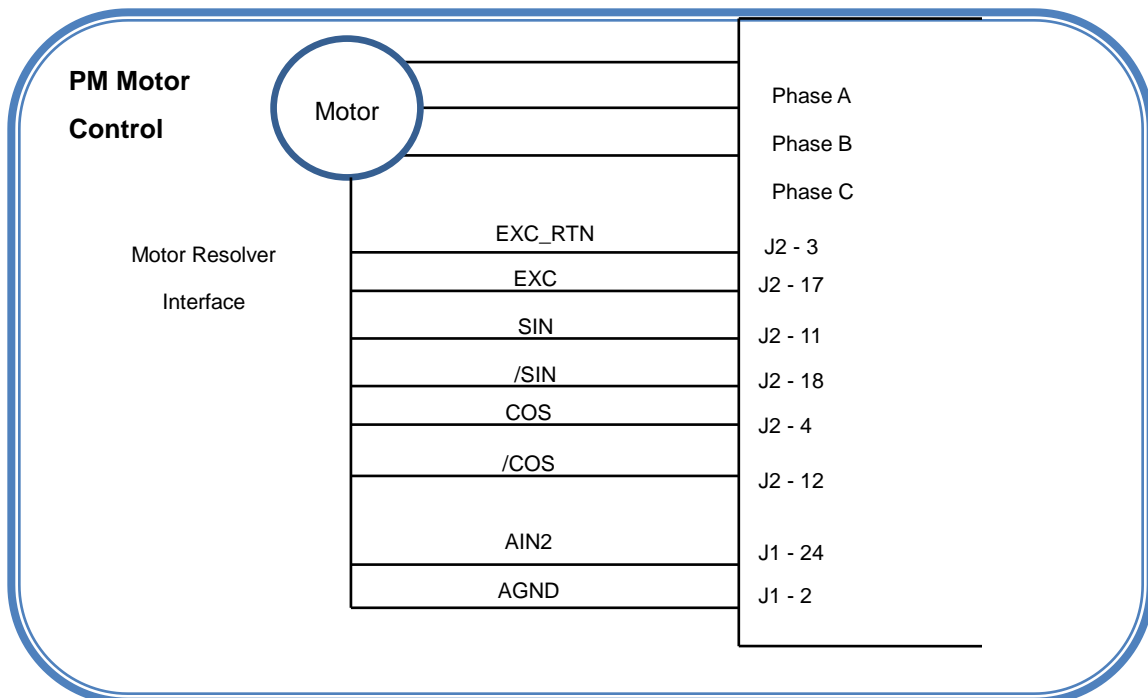 PM Motor
Control
Motor
Phase A
Phase B
Phase C
Motor Resolver
Interface
EXC_RTN
J2 - 3
EXC
J2 - 17
SIN
J2 - 11
/SIN
J2 - 18
COS
J2 - 4
/COS
J2 - 12
AIN2
J1 - 24
AGND
J1 - 2